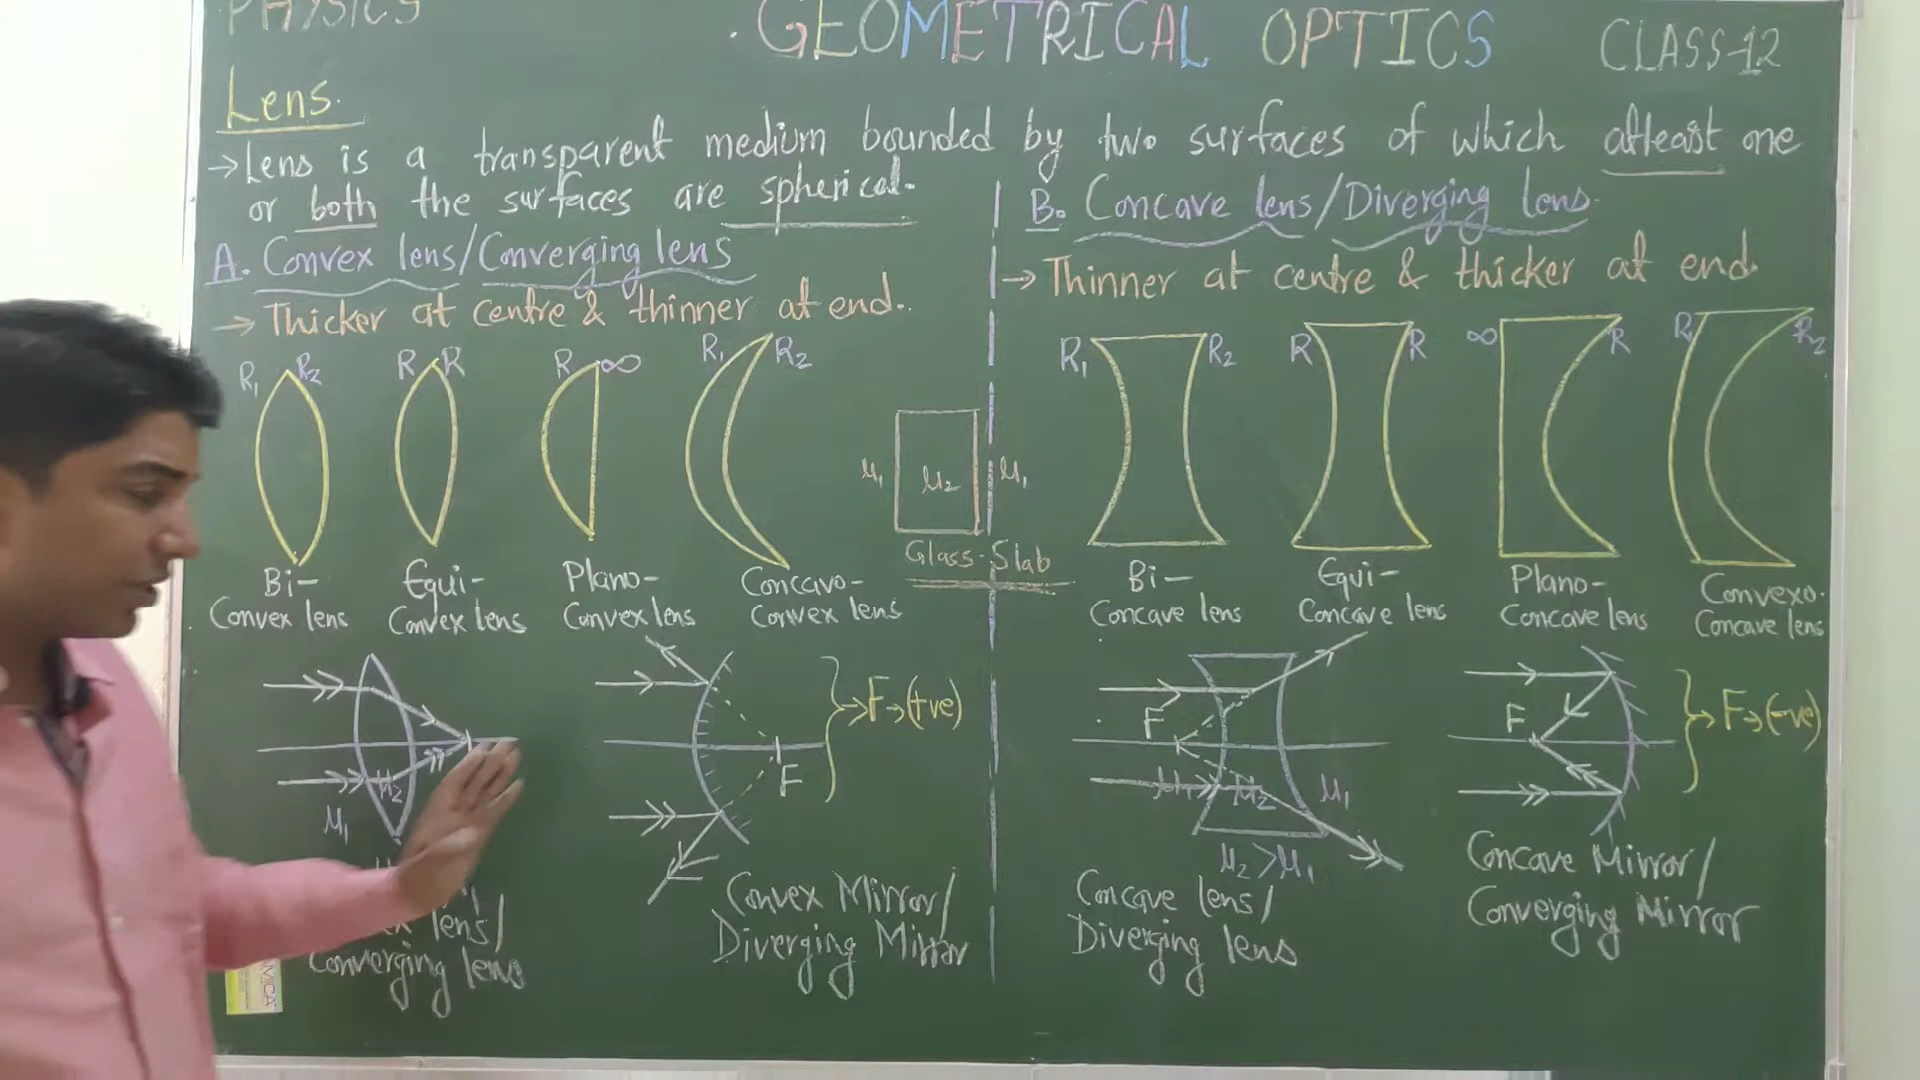 PHYSICS
GEOMETRICAL OPTICS
CLASS-12
Lens.
→ Lens is a transparent medium bounded by two surfaces of which atleast one
or both the surfaces are spherical.
A. Convex lens/Converging lens
→ Thicker at centre & thinner at end.
R₁ R₂
R R
R ∞
R₁ R₂
Bi-
Convex lens
Equi-
Convex lens
Plano-
Convex lens
Concavo-
Convex lens
μ₁ μ₂ μ₁
Glass-Slab
B. Concave lens/Diverging lens
→ Thinner at centre & thicker at end
R₁ R₂
R R
∞ R
R₁ R₂
Bi-
Concave lens
Equi-
Concave lens
Plano-
Concave lens
Convexo-
Concave lens
μ₂
μ₁
lens/
Converging lens
F
}→F→(+ve)
Convex Mirror/
Diverging Mirror
F
μ₁ μ₂ μ₁
μ₂>μ₁
Concave lens/
Diverging lens
F
}→F→(-ve)
Concave Mirror/
Converging Mirror